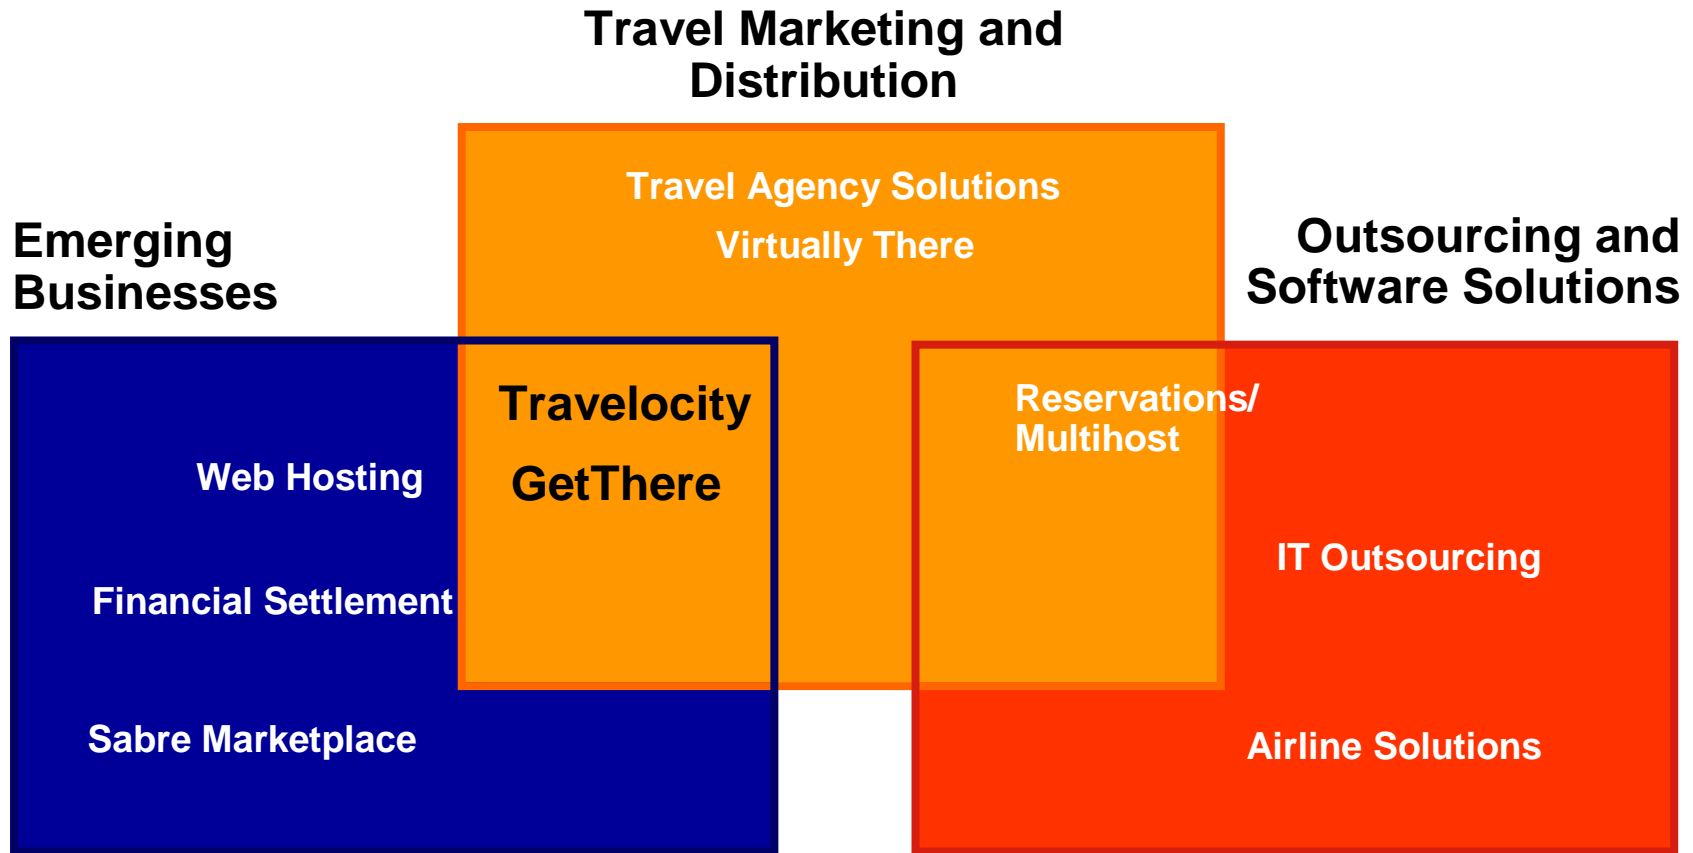 Travel Marketing and
Distribution
Travel Agency Solutions
Virtually There
Emerging
Businesses
Outsourcing and
Software Solutions
Travelocity
GetThere
Reservations/
Multihost
Web Hosting
Financial Settlement
Sabre Marketplace
IT Outsourcing
Airline Solutions